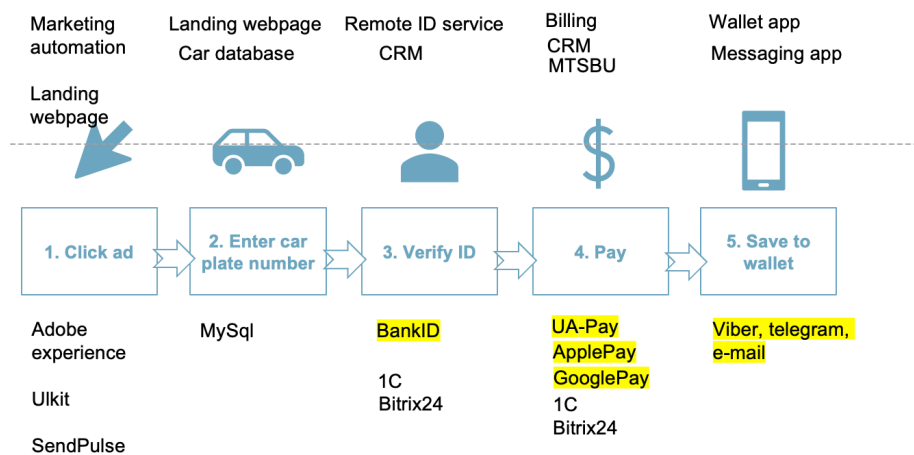 Marketing
automation
Landing
webpage
Landing webpage
Car database
Remote ID service
CRM
Billing
CRM
MTSBU
Wallet app
Messaging app
1. Click ad
2. Enter car
plate number
3. Verify ID
4. Pay
5. Save to
wallet
Adobe
experience
UIkit
SendPulse
MySql
BankID
1C
Bitrix24
UA-Pay
ApplePay
GooglePay
1C
Bitrix24
Viber, telegram,
e-mail